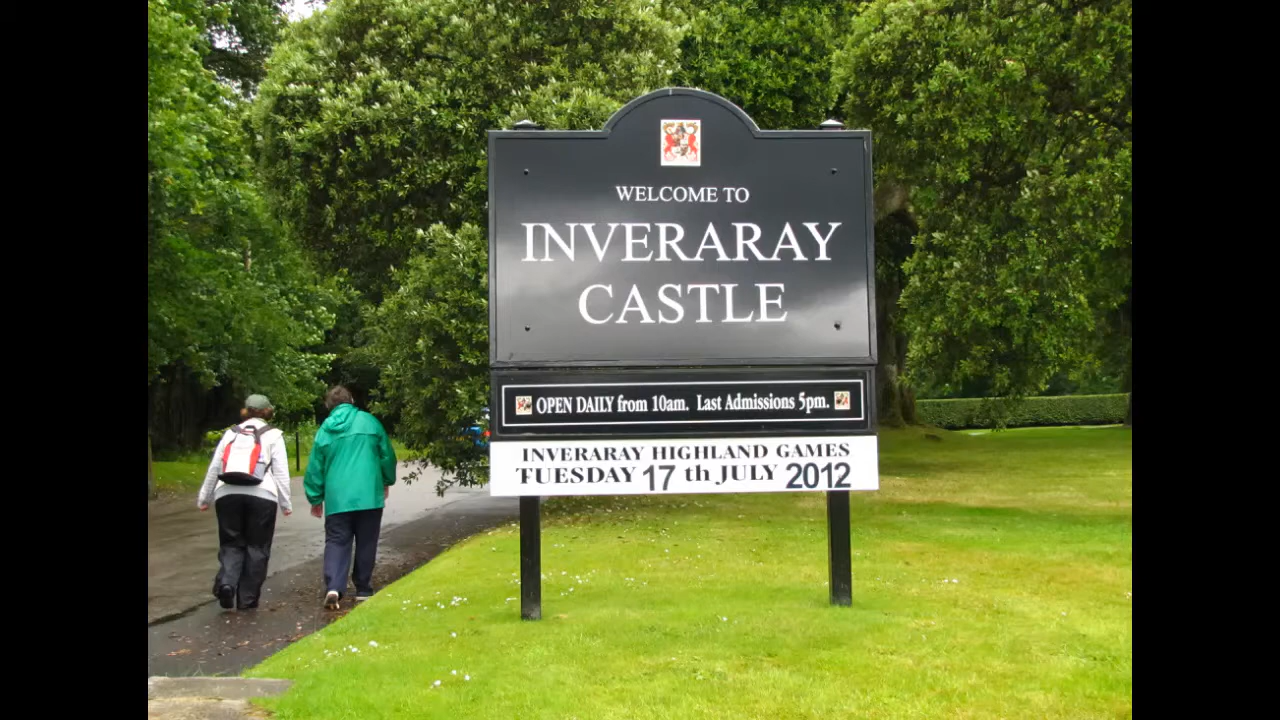 WELCOME TO
INVERARAY
CASTLE
OPEN DAILY from 10am. Last Admissions 5pm.
INVERARAY HIGHLAND GAMES
TUESDAY 17 th JULY 2012